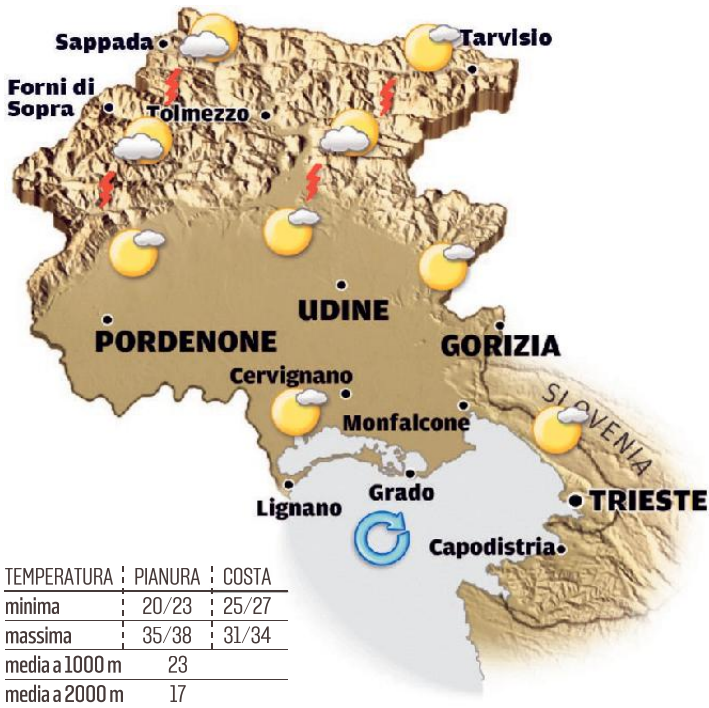 Sappada
Tarvisio
Forni di
Sopra
Tolmezzo
UDINE
PORDENONE
GORIZIA
Cervignano
SLOVENIA
Monfalcone
Grado
Lignano
TRIESTE
Capodistria
TEMPERATURA PIANURA COSTA
minima 20/23 25/27
massima 35/38 31/34
media a 1000 m 23
media a 2000 m 17